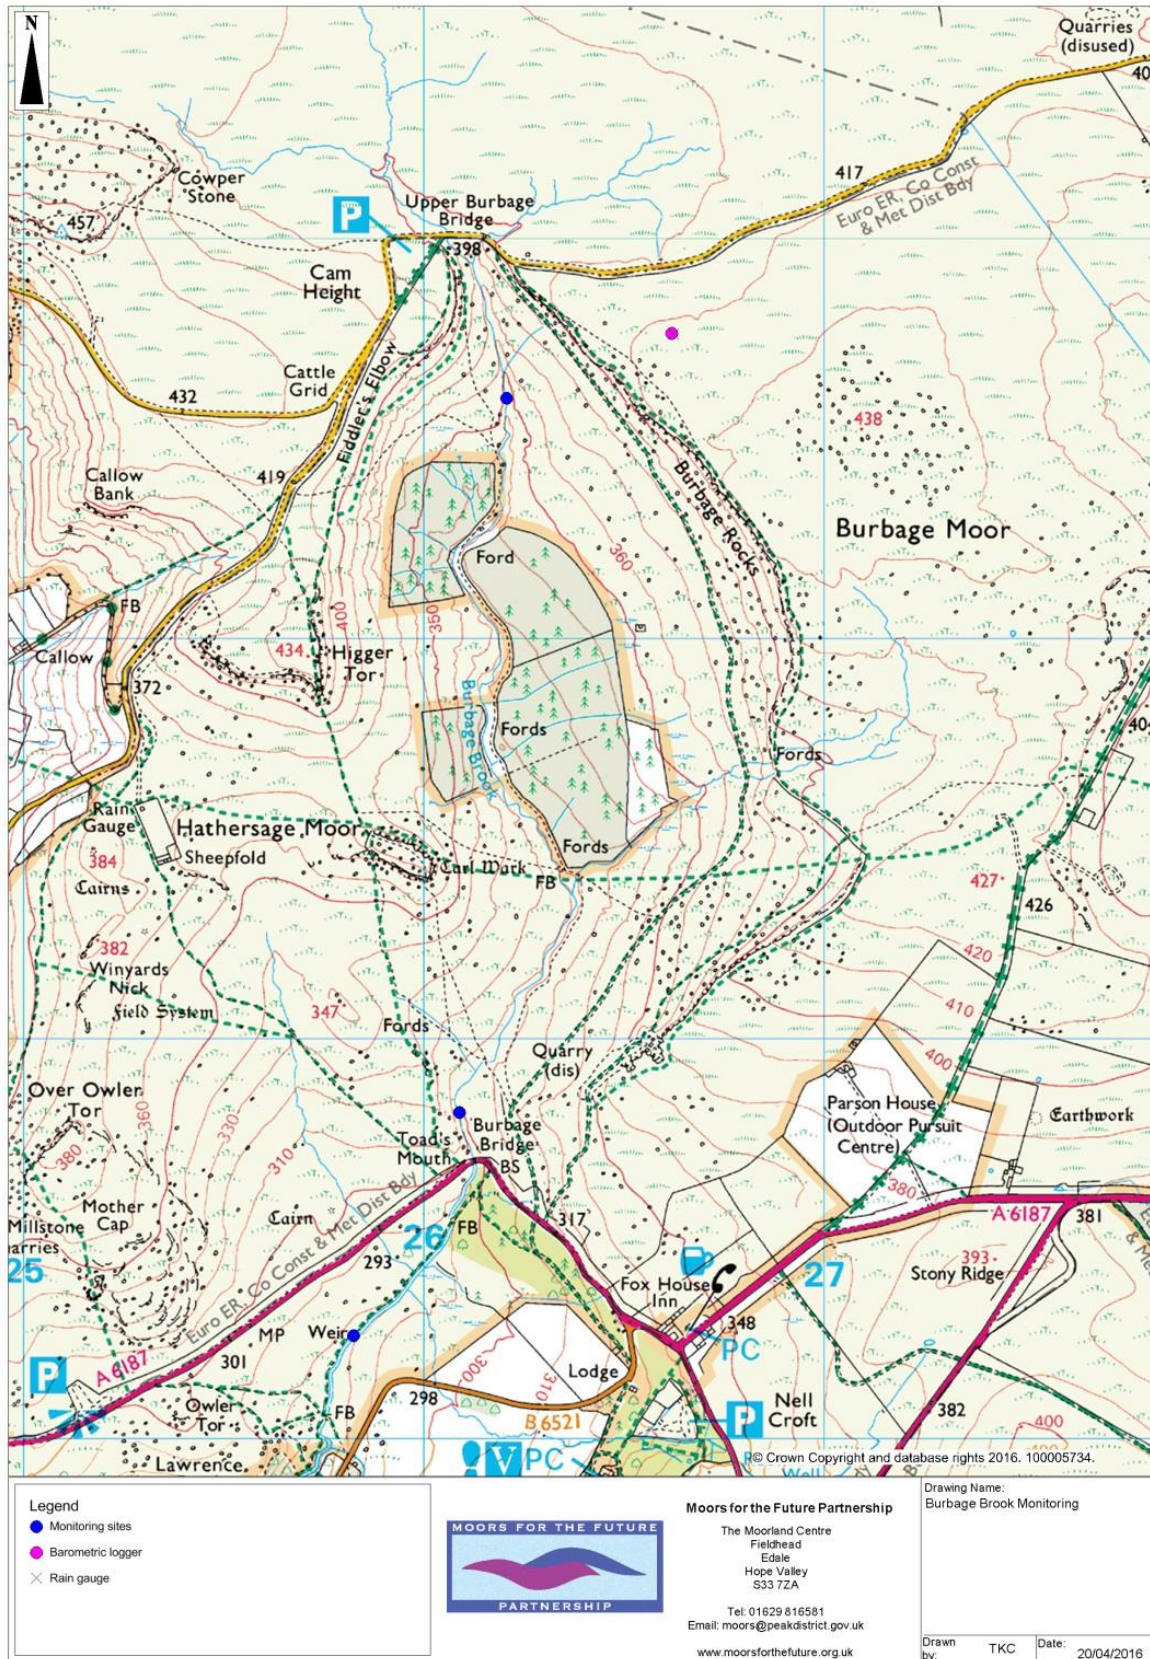 N
Quarries
(disused)
40
Cowper
Stone
457
P
Upper Burbage
Bridge
398
417
Euro ER, Co Const
& Met Dist Bdy
Cam
Height
Cattle
Grid
432
Fiddler's Elbow
438
419
Callow
Bank
Burbage Rocks
Burbage Moor
Ford
360
FB
400
350
Callow
434
Higger
Tor
372
Burbage Brook
Fords
Fords
404
Rain
Gauge
Hathersage Moor
384
Sheepfold
Fords
Cairns
Carl Wark
FB
427
426
382
Winyards
Nick
420
Field System
347
410
Fords
Quarry
(dis)
400
Over Owler
Tor
360
330
Parson House
(Outdoor Pursuit
Centre)
Earthwork
380
310
Toad's
Mouth
Burbage
Bridge
BS
380
Mother
Cap
Cairn
317
A 6187
381
Millstone
arries
25
26
FB
293
Euro ER, Co Const & Met Dist Bdy
27
393
Stony Ridge
Fox House
Inn
MP
Weir
348
PC
301
A 6187
P
300
Lodge
310
298
B 6521
Owler
Tor
FB
Nell
Croft
P
382
400
Lawrence
V
PC
Well
© Crown Copyright and database rights 2016. 100005734.
Legend
Monitoring sites
Barometric logger
Rain gauge
MOORS FOR THE FUTURE
PARTNERSHIP
Moors for the Future Partnership
The Moorland Centre
Fieldhead
Edale
Hope Valley
S33 7ZA
Tel: 01629 816581
Email: moors@peakdistrict.gov.uk
www.moorsforthefuture.org.uk
Drawing Name:
Burbage Brook Monitoring
Drawn
by:
TKC
Date:
20/04/2016